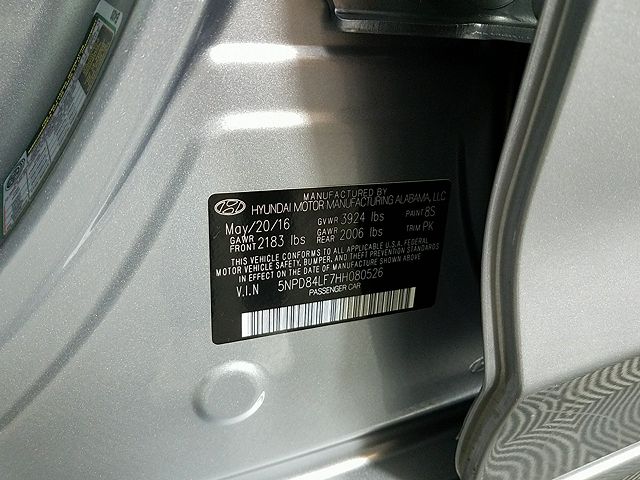 MANUFACTURED BY
HYUNDAI MOTOR MANUFACTURING ALABAMA, LLC
May/20/16 GVWR 3924 lbs PAINT 8S
GAWR FRONT 2183 lbs GAWR REAR 2006 lbs TRIM PK
THIS VEHICLE CONFORMS TO ALL APPLICABLE U.S.A. FEDERAL
MOTOR VEHICLE SAFETY, BUMPER, AND THEFT PREVENTION STANDARDS
IN EFFECT ON THE DATE OF MANUFACTURE SHOWN ABOVE.
V.I.N 5NPD84LF7HH080526
PASSENGER CAR